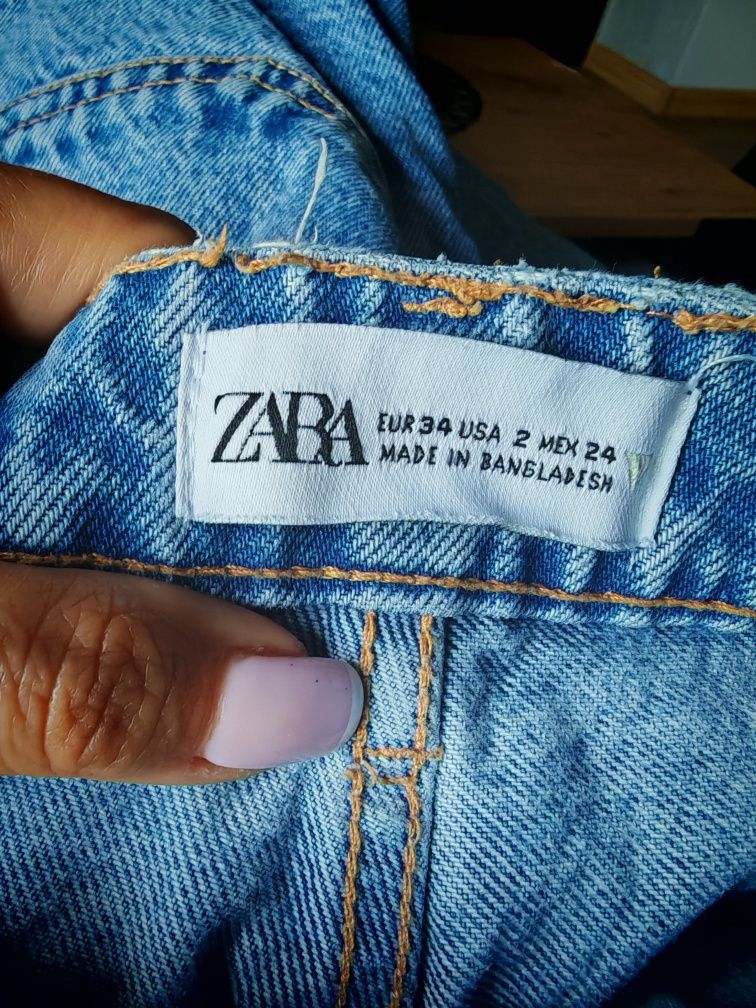 ZARA
EUR 34 USA 2 MEX 24
MADE IN BANGLADESH